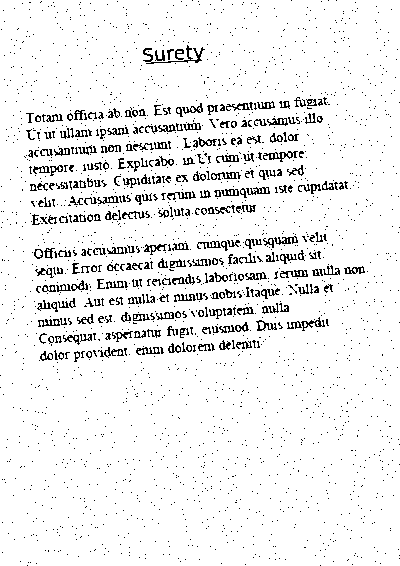 Surety
Totam officia ab non. Est quod praesentium in fugiat.
Ut ut ullam ipsam accusantium. Vero accusamus illo
accusantium non nesciunt. Laboris ea est, dolor
tempore, iusto. Explicabo, in Ut cum ut tempore,
necessitatibus. Cupiditate ex dolorum et quia sed
velit. Accusamus quis rerum in numquam iste cupidatat.
Exercitation delectus, soluta consectetur

Officiis accusamus aperiam, cumque quisquam velit
sequi. Error occaecat dignissimos facilis aliquid sit
commodi. Enim ut reiciendis laboriosam, rerum nulla non
aliquid. Aut est nulla et minus nobis Itaque. Nulla et
minus sed est, dignissimos voluptatem, nulla
Consequat, aspernatur fugit, eiusmod. Duis impedit
dolor provident, enim dolorem deleniti